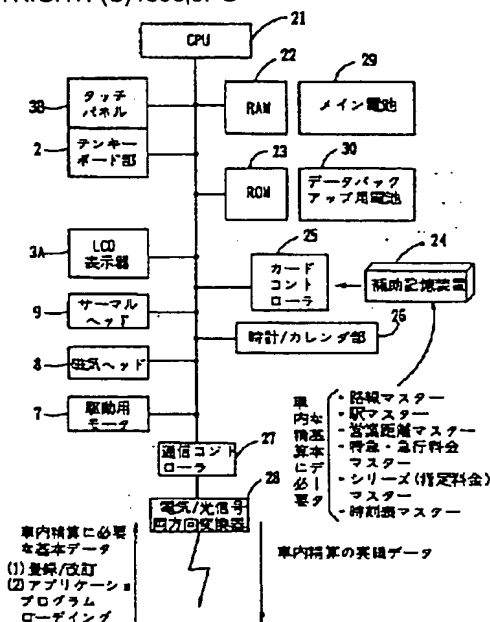 CPU
21
22
29
3B
タッチ
パネル
RAM
メイン電池
2
テンキー
ボード部
23
30
ROM
データバック
アップ用電池
3A
LCD
表示器
25
24
カード
コント
ローラ
補助記憶装置
9
サーマル
ヘッド
時計/カレンダ部
26
8
磁気ヘッド
7
駆動用
モータ
27
通信コント
ローラ
28
電気/光信号
車内精算に必要な基本データ
・路線マスター
・駅マスター
・営業距離マスター
・特急・急行料金
マスター
・シリーズ(指定料金)
マスター
・時刻表マスター
車内精算に必要
な基本データ
(1)登録/改訂
(2)アプリケーション
プログラム
ローディング
車内精算の実績データ